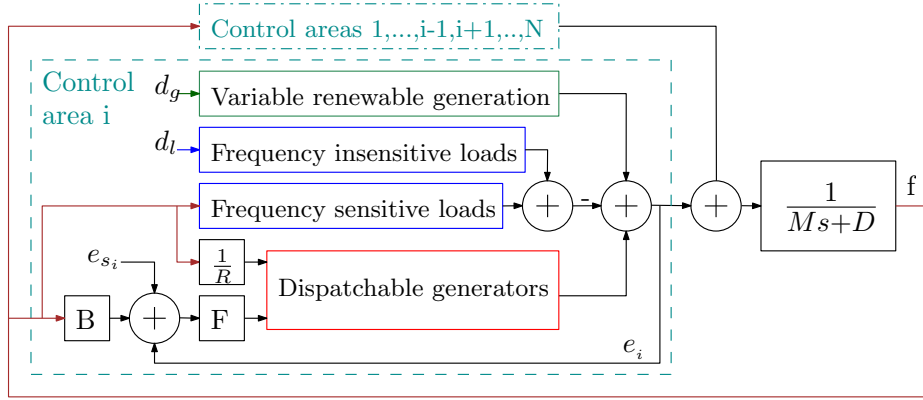 Control areas 1,...,i-1,i+1,..,N
Control
area i
d_g
Variable renewable generation
d_l
Frequency insensitive loads
Frequency sensitive loads
+
-
+
+
1
Ms+D
f
1
R
e_{s_i}
Dispatchable generators
B
+
F
e_i